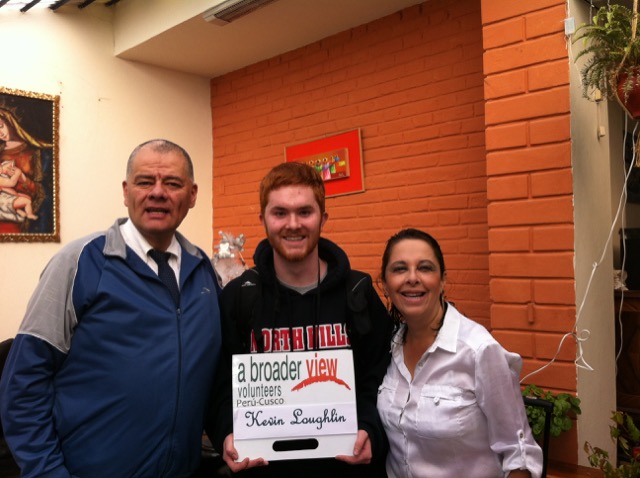 NORTH HILLS
a broader view
volunteers
Perú-Cusco
Kevin Loughlin